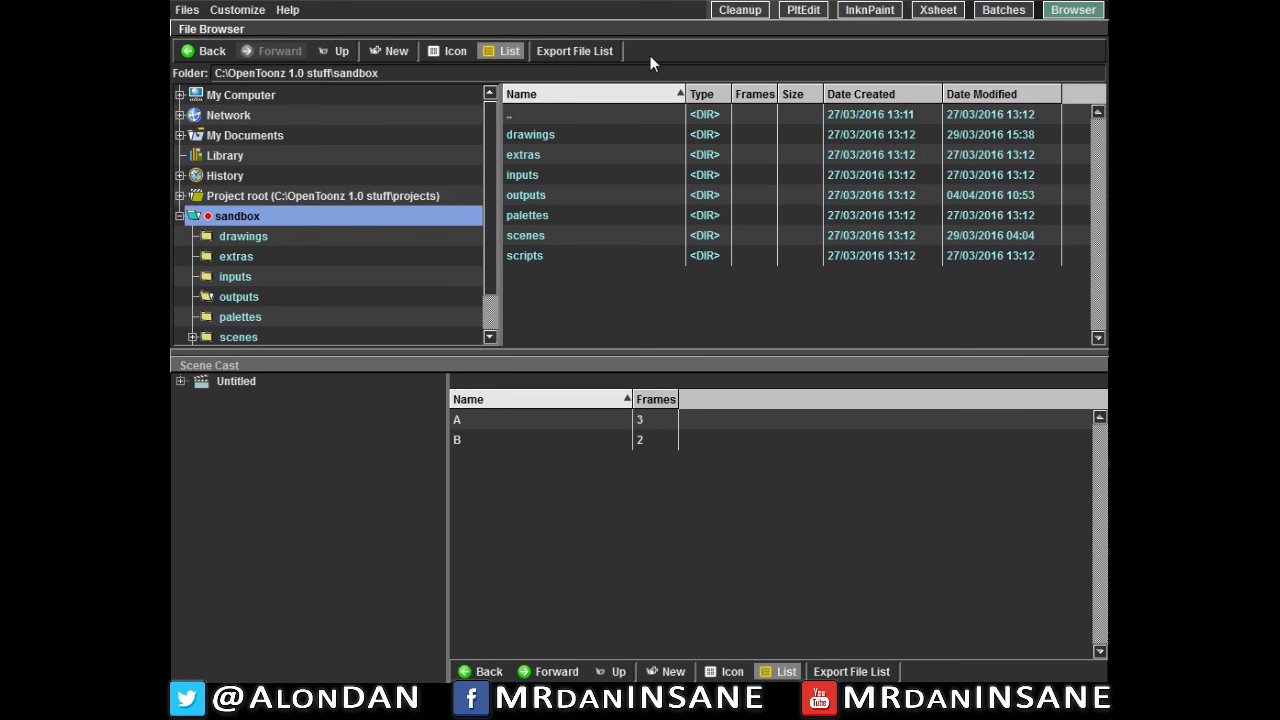 Files Customize Help Cleanup PltEdit InknPaint Xsheet Batches Browser
File Browser
Back Forward Up New Icon List Export File List
Folder: C:\OpenToonz 1.0 stuff\sandbox
My Computer
Network
My Documents
Library
History
Project root (C:\OpenToonz 1.0 stuff\projects)
sandbox
drawings
extras
inputs
outputs
palettes
scenes
Name Type Frames Size Date Created Date Modified
.. <DIR> 27/03/2016 13:11 27/03/2016 13:12
drawings <DIR> 27/03/2016 13:12 29/03/2016 15:38
extras <DIR> 27/03/2016 13:12 27/03/2016 13:12
inputs <DIR> 27/03/2016 13:12 27/03/2016 13:12
outputs <DIR> 27/03/2016 13:12 04/04/2016 10:53
palettes <DIR> 27/03/2016 13:12 27/03/2016 13:12
scenes <DIR> 27/03/2016 13:12 29/03/2016 04:04
scripts <DIR> 27/03/2016 13:12 27/03/2016 13:12
Scene Cast
Untitled
Name Frames
A 3
B 2
Back Forward Up New Icon List Export File List
@AlonDan MRdanINSANE You Tube MRdanINSANE